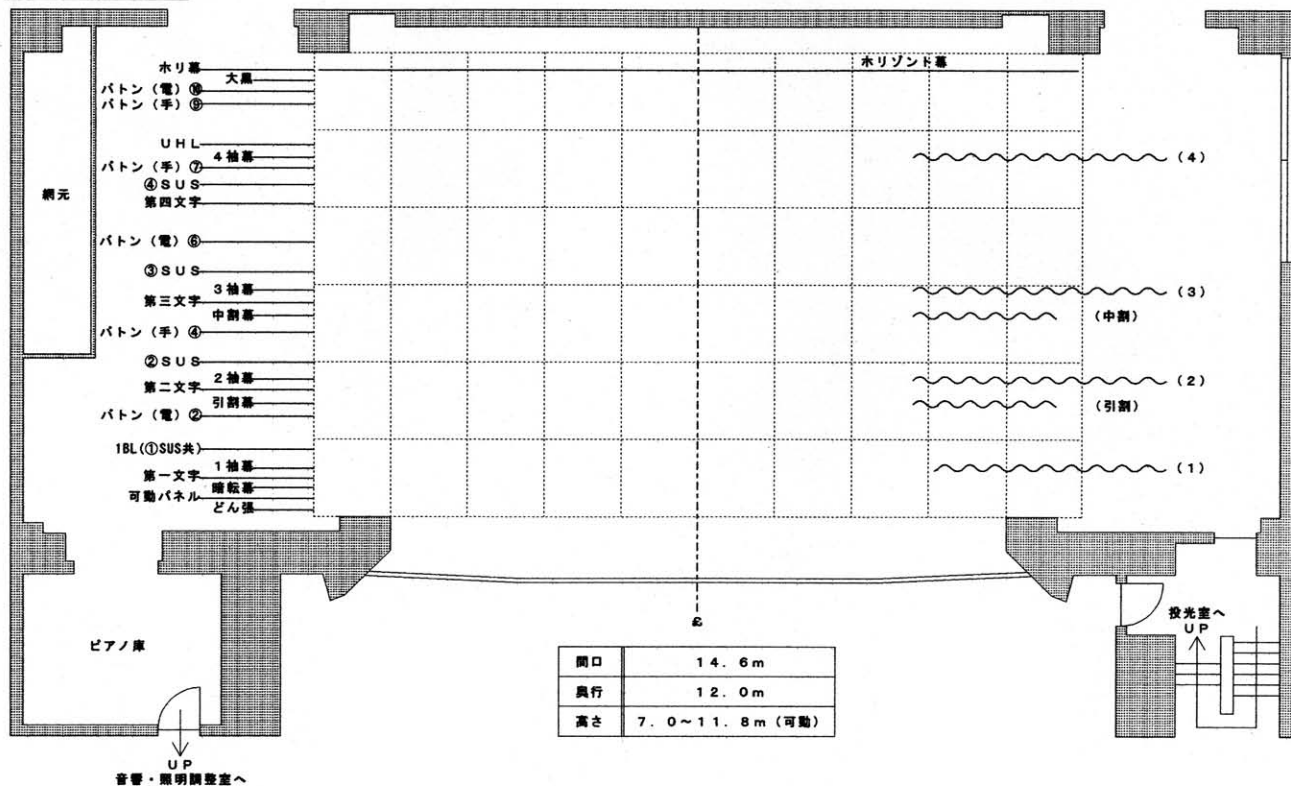 ホリ幕
大黒
ホリゾンド幕
バトン(電)⑩
バトン(手)⑨
UHL
4袖幕
(4)
バトン(手)⑦
④SUS
網元
第四文字
バトン(電)⑥
③SUS
3袖幕
(3)
第三文字
中割幕
(中割)
バトン(手)④
②SUS
2袖幕
(2)
第二文字
引割幕
(引割)
バトン(電)②
1BL(①SUS共)
1袖幕
(1)
第一文字
暗転幕
可動パネル
どん張
投光室へ
UP
ピアノ庫
間口 14.6m
奥行 12.0m
高さ 7.0~11.8m(可動)
UP
音響・照明調整室へ